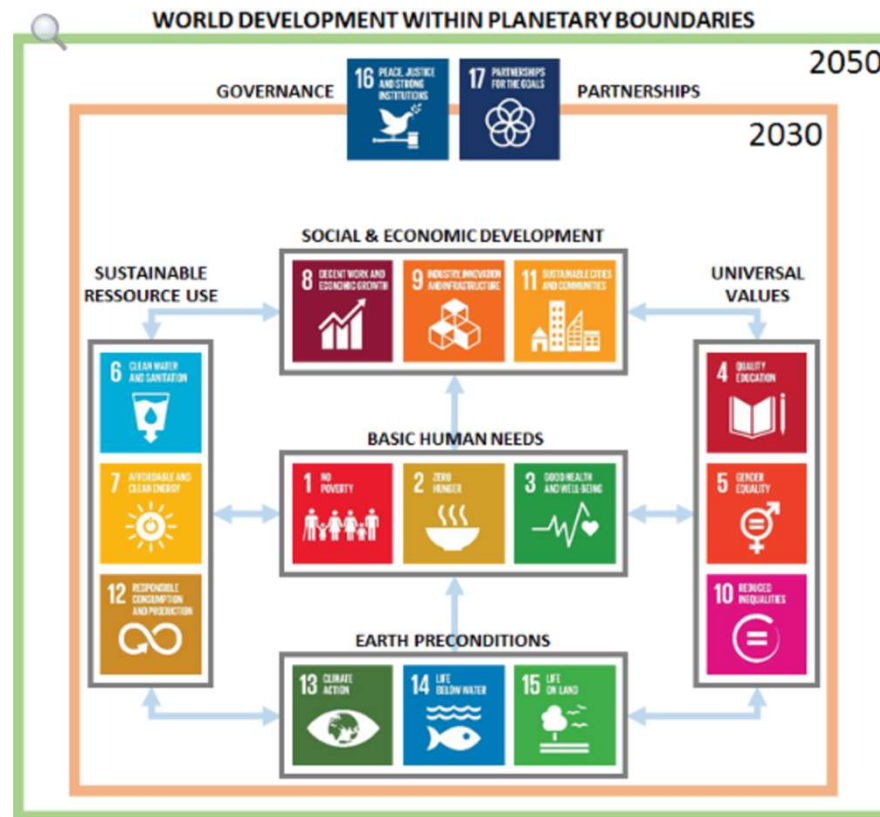 WORLD DEVELOPMENT WITHIN PLANETARY BOUNDARIES
2050
GOVERNANCE
16 PEACE, JUSTICE
AND STRONG
INSTITUTIONS
17 PARTNERSHIPS
FOR THE GOALS
PARTNERSHIPS
2030
SOCIAL & ECONOMIC DEVELOPMENT
SUSTAINABLE
RESSOURCE USE
8 DECENT WORK AND
ECONOMIC GROWTH
9 INDUSTRY, INNOVATION
AND INFRASTRUCTURE
11 SUSTAINABLE CITIES
AND COMMUNITIES
UNIVERSAL
VALUES
6 CLEAN WATER
AND SANITATION
7 AFFORDABLE AND
CLEAN ENERGY
12 RESPONSIBLE
CONSUMPTION
AND PRODUCTION
BASIC HUMAN NEEDS
1 NO
POVERTY
2 ZERO
HUNGER
3 GOOD HEALTH
AND WELL-BEING
4 QUALITY
EDUCATION
5 GENDER
EQUALITY
10 REDUCED
INEQUALITIES
EARTH PRECONDITIONS
13 CLIMATE
ACTION
14 LIFE
BELOW WATER
15 LIFE
ON LAND